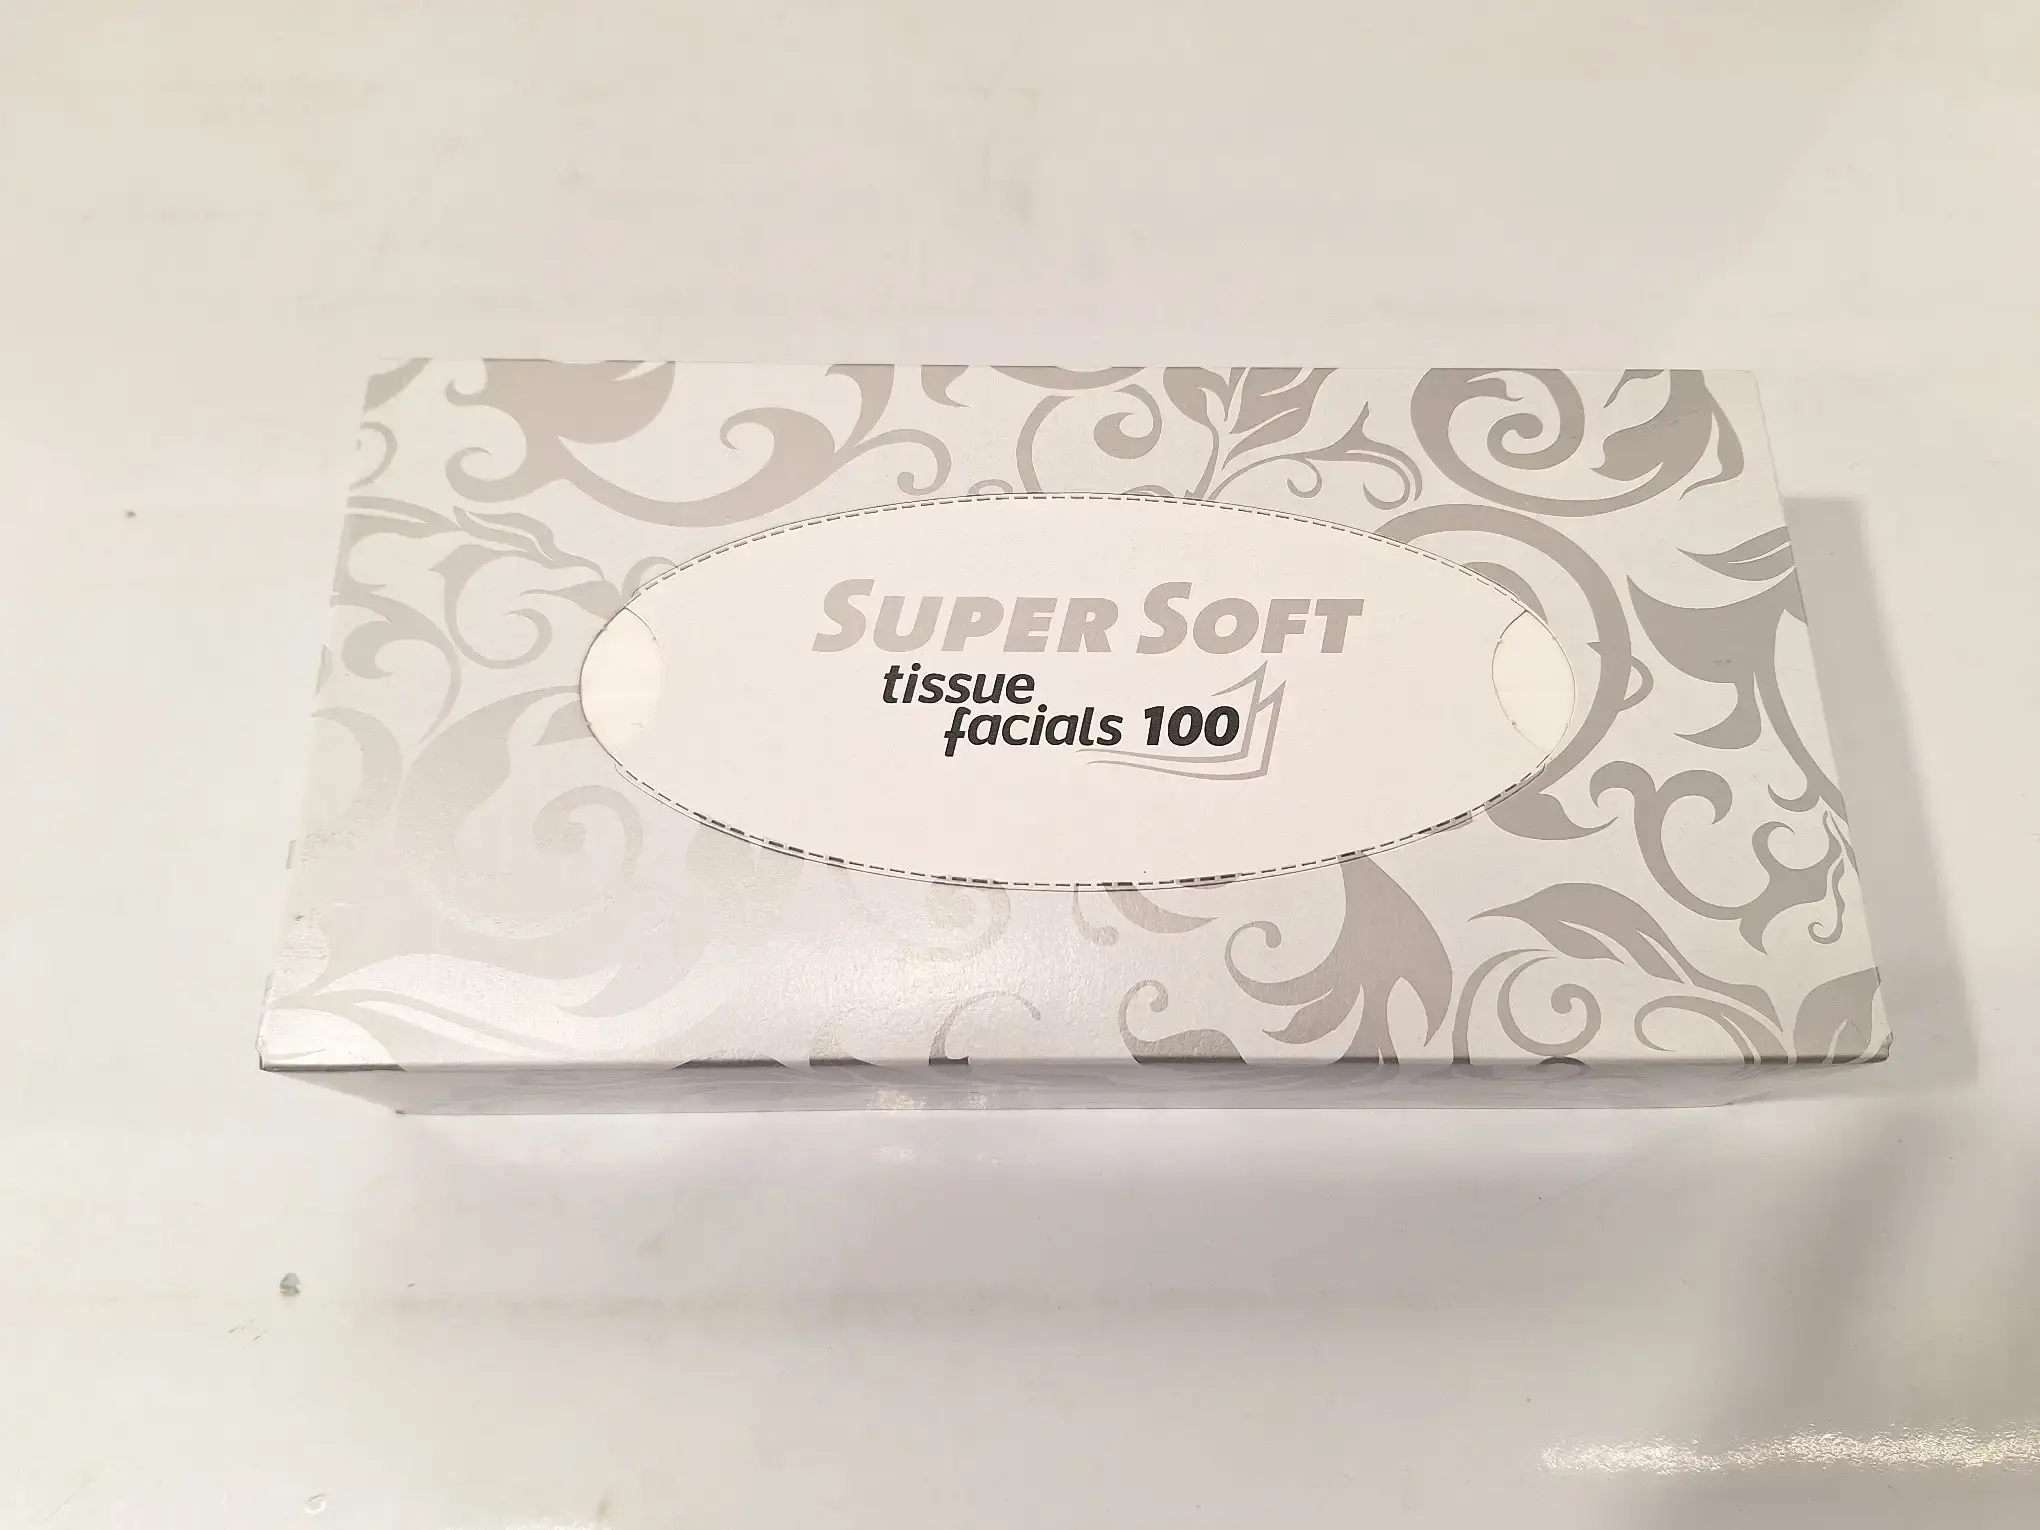 SUPER SOFT
tissue
facials 100